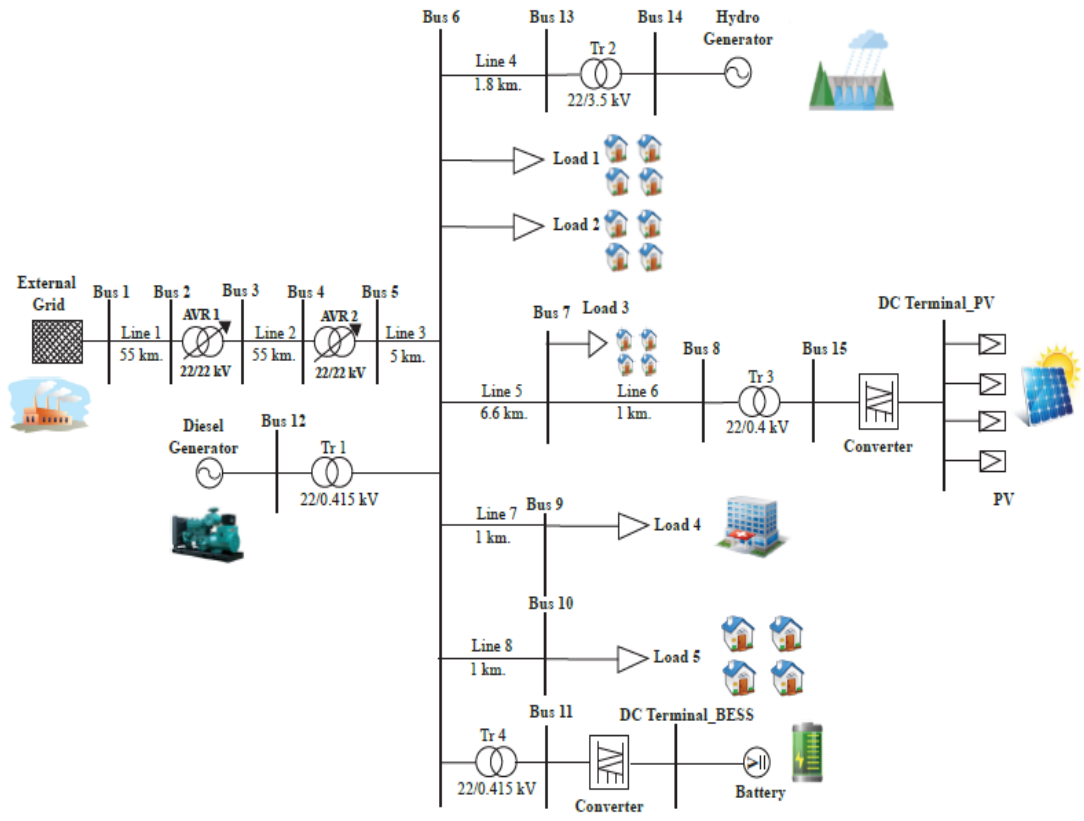 Bus 6
Bus 13
Bus 14
Hydro
Generator
Line 4
1.8 km.
Tr 2
22/3.5 kV
Load 1
Load 2
External
Grid
Bus 1
Bus 2
Bus 3
Bus 4
Bus 5
Line 1
55 km.
AVR 1
22/22 kV
Line 2
55 km.
AVR 2
22/22 kV
Line 3
5 km.
Bus 7
Load 3
Bus 8
Bus 15
DC Terminal_PV
Line 5
6.6 km.
Line 6
1 km.
Tr 3
22/0.4 kV
Converter
PV
Diesel
Generator
Bus 12
Tr 1
22/0.415 kV
Line 7
1 km.
Bus 9
Load 4
Bus 10
Line 8
1 km.
Load 5
Bus 11
DC Terminal_BESS
Tr 4
22/0.415 kV
Converter
Battery